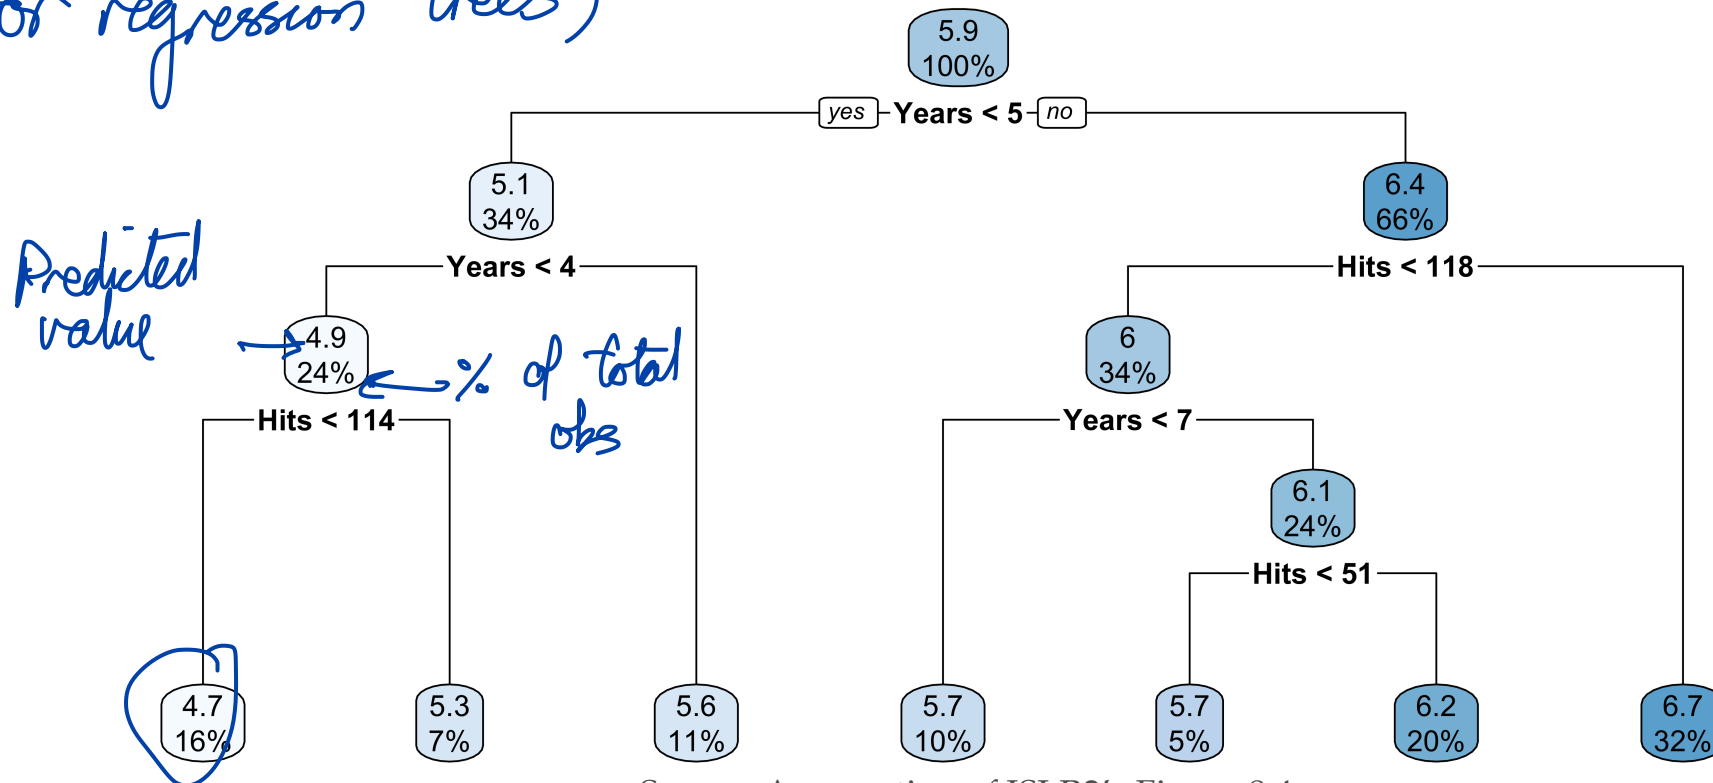 or regression trees)
5.9
100%
yes Years < 5 no
5.1
34%
6.4
66%
Years < 4
Hits < 118
Predicted
value
4.9
24%
% of total
obs
6
34%
Hits < 114
Years < 7
6.1
24%
Hits < 51
4.7
16%
5.3
7%
5.6
11%
5.7
10%
5.7
5%
6.2
20%
6.7
32%